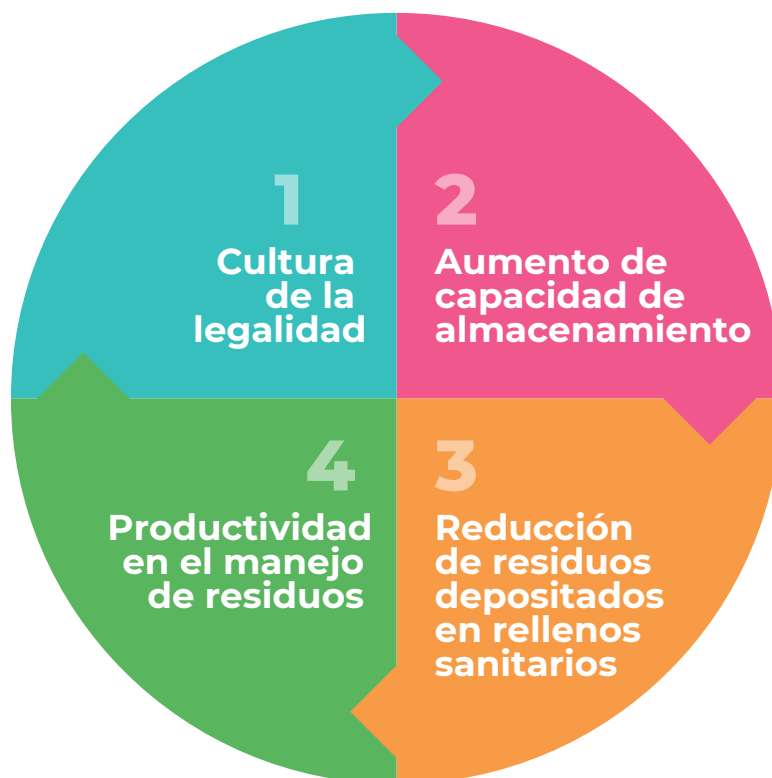 1
Cultura
de la
legalidad
2
Aumento de
capacidad de
almacenamiento
3
Reducción
de residuos
depositados
en rellenos
sanitarios
4
Productividad
en el manejo
de residuos